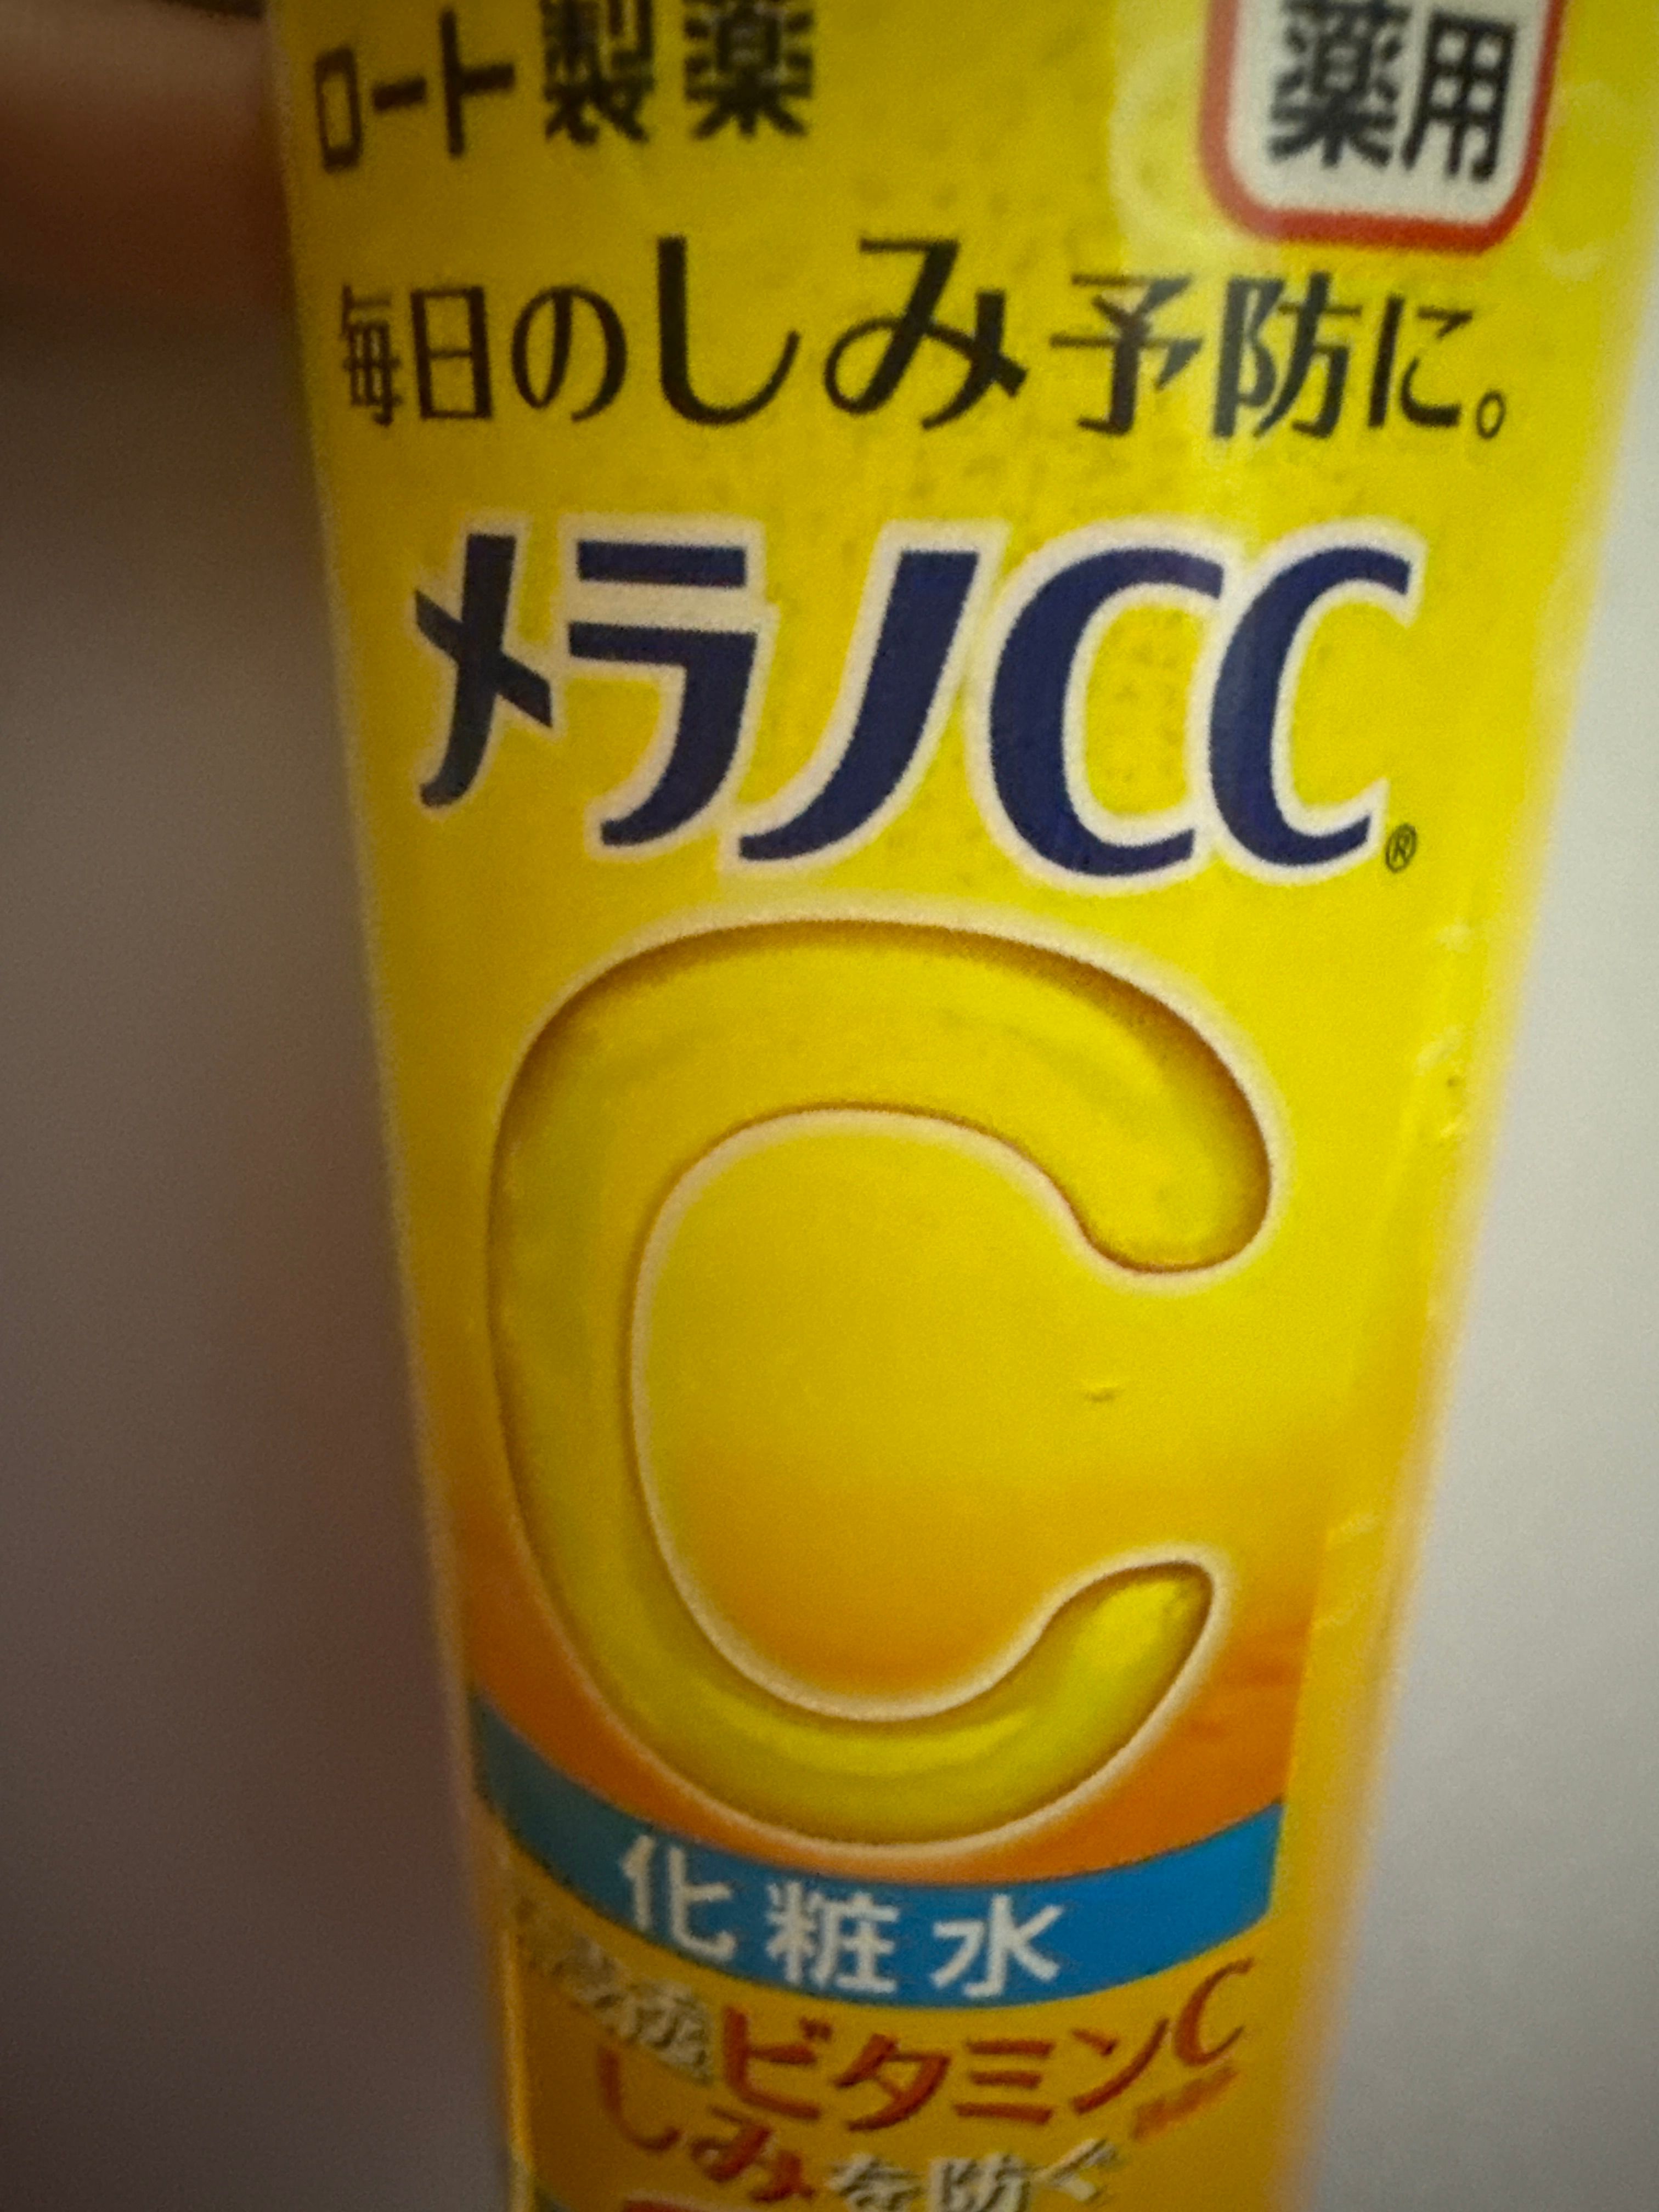 ロート製薬
薬用
毎日のしみ予防に。
メラノCC®
C
化粧水
ビタミンC
しみを防ぐ